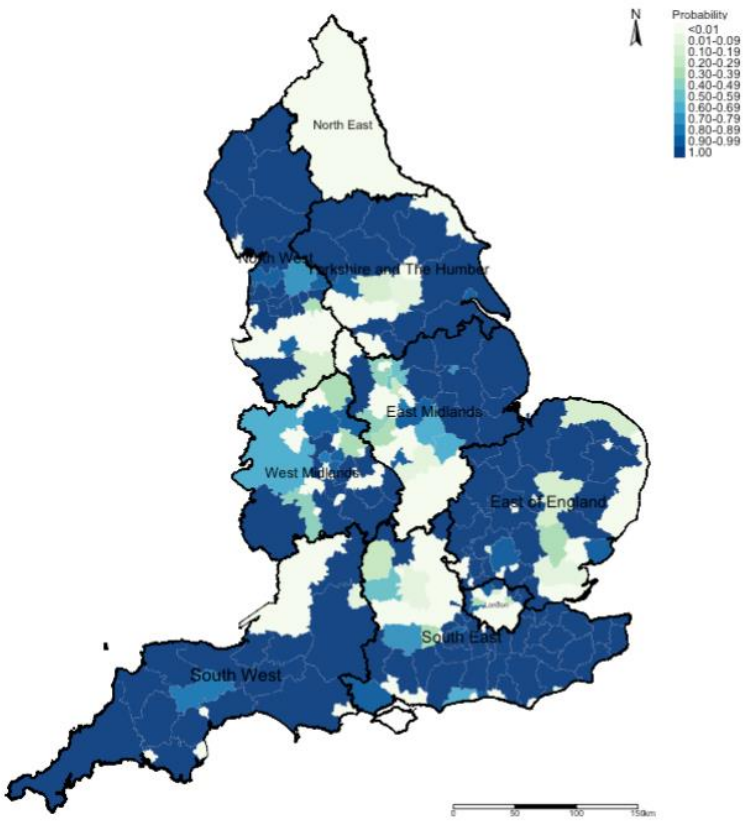 N
Probability
<0.01
0.01-0.09
0.10-0.19
0.20-0.29
0.30-0.39
0.40-0.49
0.50-0.59
0.60-0.69
0.70-0.79
0.80-0.89
0.90-0.99
1.00
North East
North West
Yorkshire and The Humber
East Midlands
West Midlands
East of England
London
South East
South West
0 50 100 150km